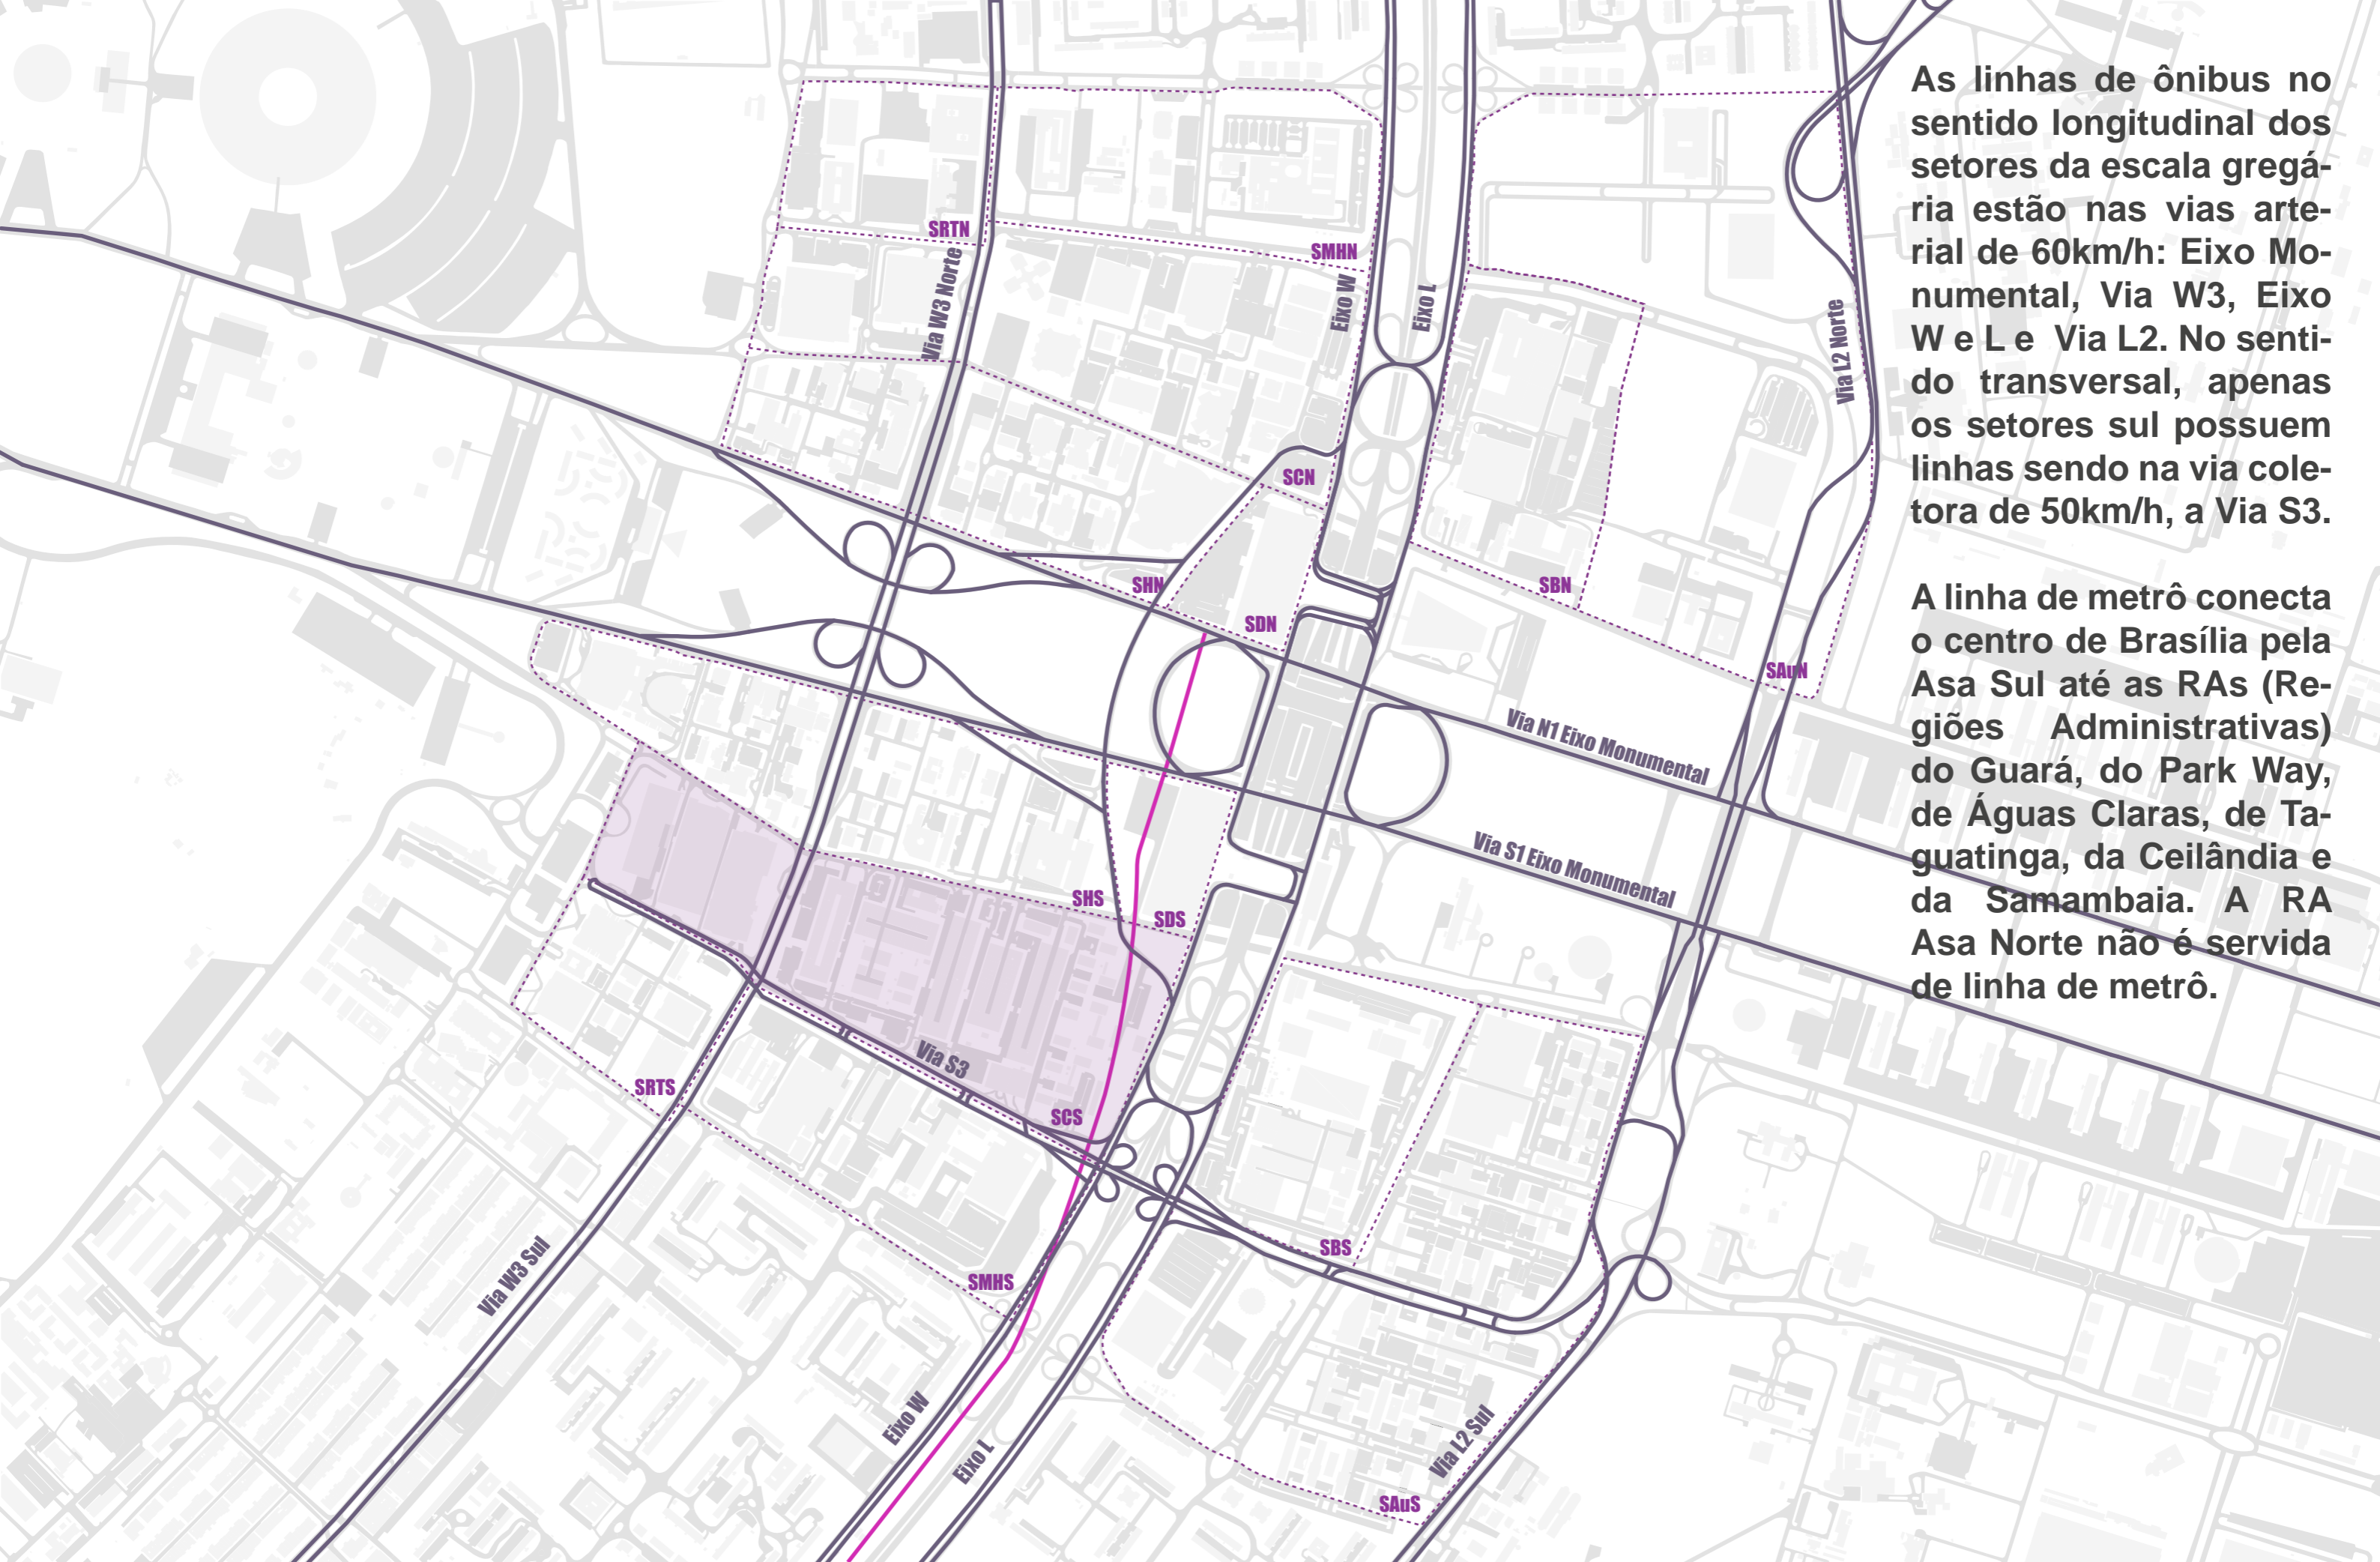 As linhas de ônibus no
sentido longitudinal dos
setores da escala gregá-
ria estão nas vias arte-
rial de 60km/h: Eixo Mo-
numental, Via W3, Eixo
W e L e Via L2. No senti-
do transversal, apenas
os setores sul possuem
linhas sendo na via cole-
tora de 50km/h, a Via S3.
A linha de metrô conecta
o centro de Brasília pela
Asa Sul até as RAs (Re-
giões Administrativas)
do Guará, do Park Way,
de Águas Claras, de Ta-
guatinga, da Ceilândia e
da Samambaia. A RA
Asa Norte não é servida
de linha de metrô.
SRTN
SMHN
Via W3 Norte
Eixo W
Eixo L
Via L2 Norte
SCN
SHN
SBN
SDN
SAuN
Via N1 Eixo Monumental
Via S1 Eixo Monumental
SHS
SDS
Via S3
SRTS
SCS
SBS
Via W3 Sul
SMHS
Eixo W
Eixo L
Via L2 Sul
SAuS